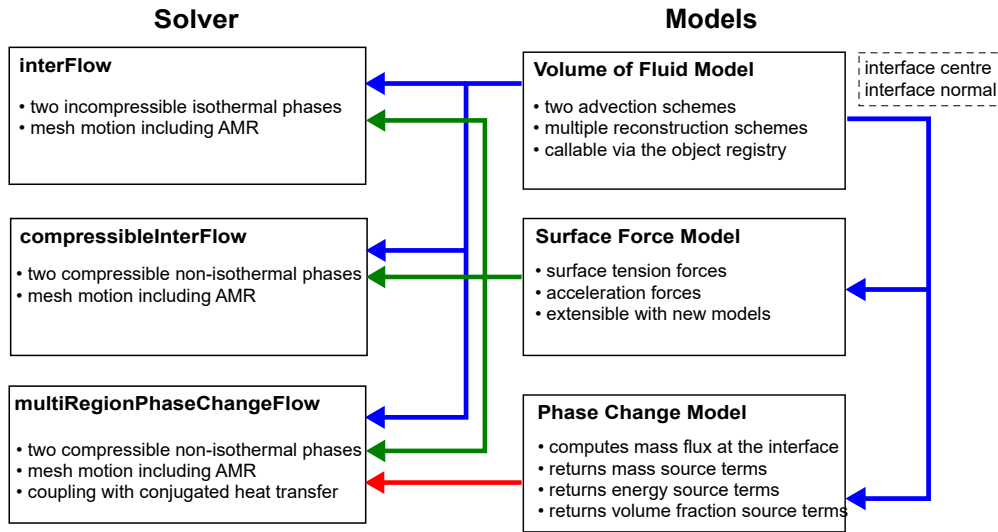 Solver
interFlow
• two incompressible isothermal phases
• mesh motion including AMR
compressibleInterFlow
• two compressible non-isothermal phases
• mesh motion including AMR
multiRegionPhaseChangeFlow
• two compressible non-isothermal phases
• mesh motion including AMR
• coupling with conjugated heat transfer
Models
Volume of Fluid Model
• two advection schemes
• multiple reconstruction schemes
• callable via the object registry
interface centre
interface normal
Surface Force Model
• surface tension forces
• acceleration forces
• extensible with new models
Phase Change Model
• computes mass flux at the interface
• returns mass source terms
• returns energy source terms
• returns volume fraction source terms